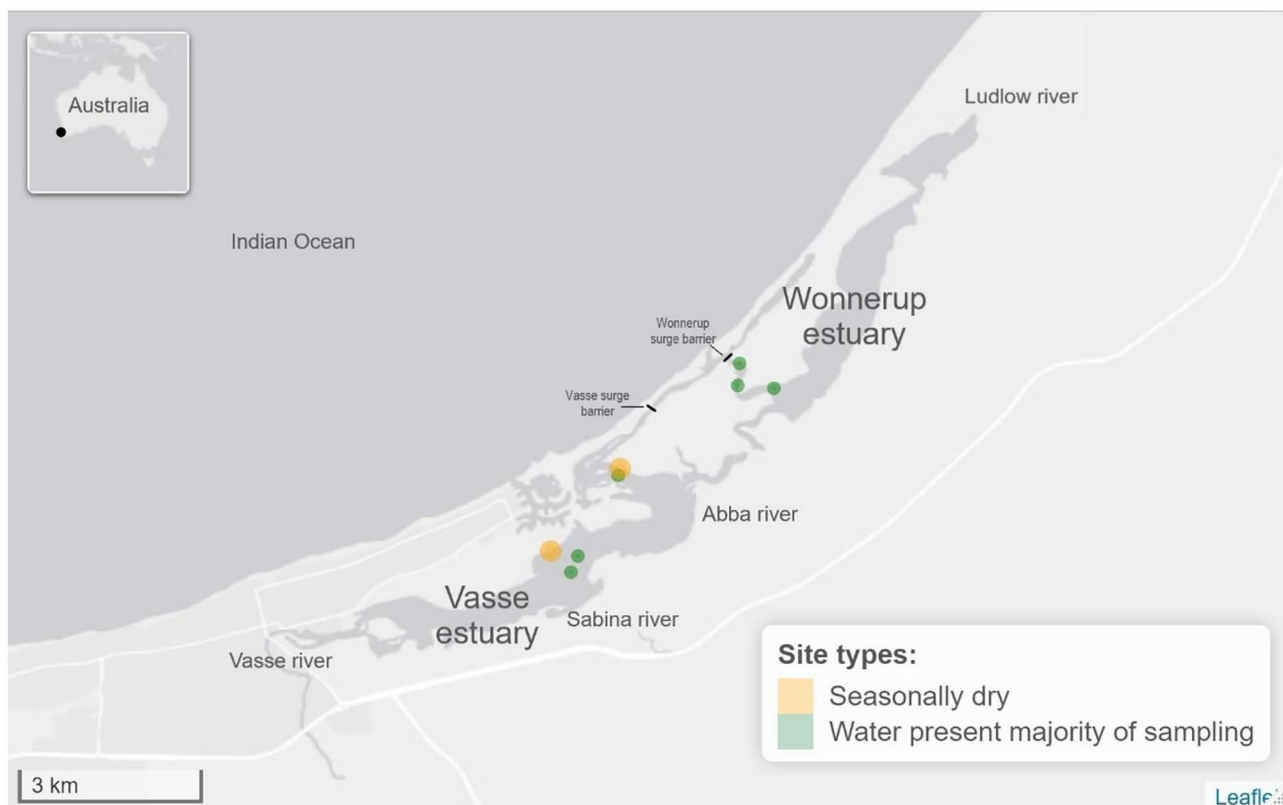 Australia
Ludlow river
Indian Ocean
Wonnerup
estuary
Wonnerup
surge barrier
Vasse surge
barrier
Abba river
Vasse
estuary
Sabina river
Vasse river
Site types:
Seasonally dry
Water present majority of sampling
3 km